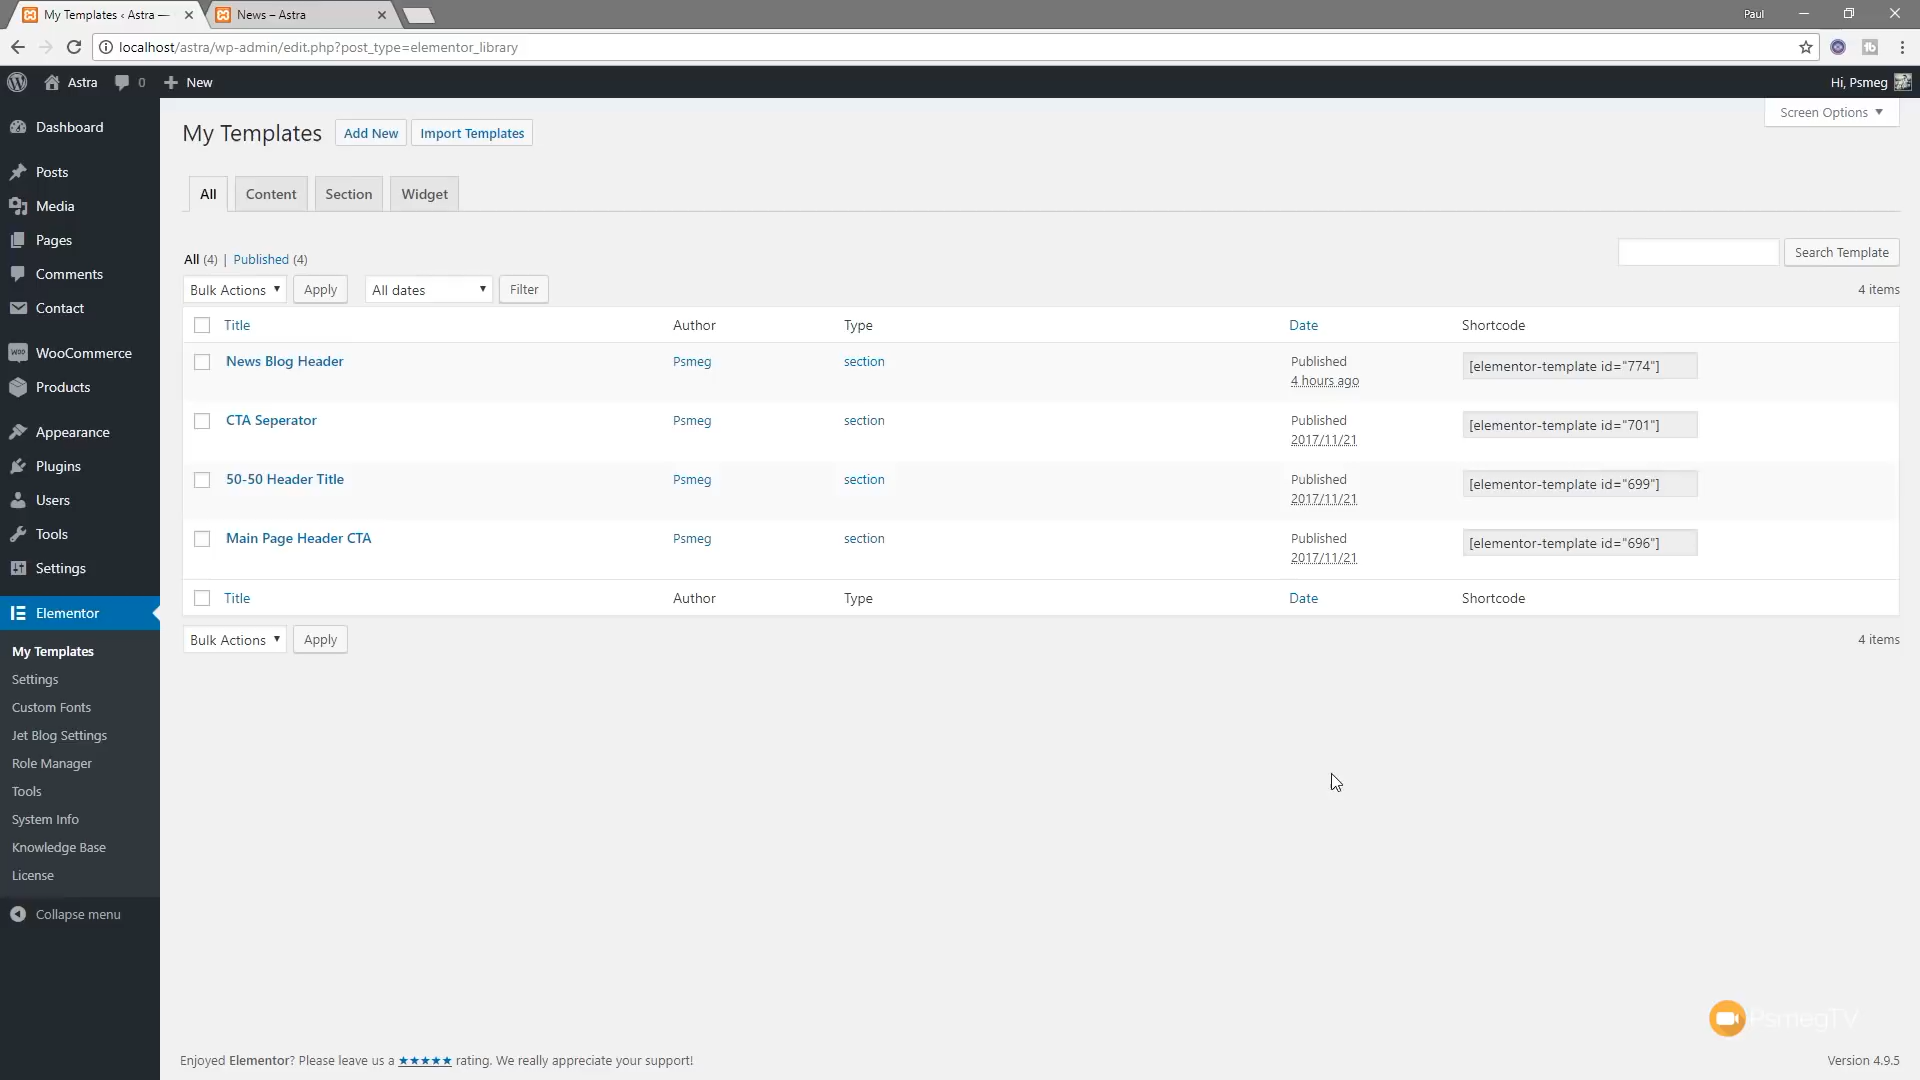 My Templates ‹ Astra —
News – Astra
Paul
localhost/astra/wp-admin/edit.php?post_type=elementor_library
Astra
0
New
Hi, Psmeg
Screen Options
Dashboard
Posts
Media
Pages
Comments
Contact
WooCommerce
Products
Appearance
Plugins
Users
Tools
Settings
Elementor
My Templates
Settings
Custom Fonts
Jet Blog Settings
Role Manager
Tools
System Info
Knowledge Base
License
Collapse menu
My Templates
Add New
Import Templates
All
Content
Section
Widget
All (4) | Published (4)
Search Template
Bulk Actions
Apply
All dates
Filter
4 items
Title
Author
Type
Date
Shortcode
News Blog Header
Psmeg
section
Published
4 hours ago
[elementor-template id="774"]
CTA Seperator
Psmeg
section
Published
2017/11/21
[elementor-template id="701"]
50-50 Header Title
Psmeg
section
Published
2017/11/21
[elementor-template id="699"]
Main Page Header CTA
Psmeg
section
Published
2017/11/21
[elementor-template id="696"]
Title
Author
Type
Date
Shortcode
Bulk Actions
Apply
4 items
PsmegTV
Enjoyed Elementor? Please leave us a ★★★★★ rating. We really appreciate your support!
Version 4.9.5